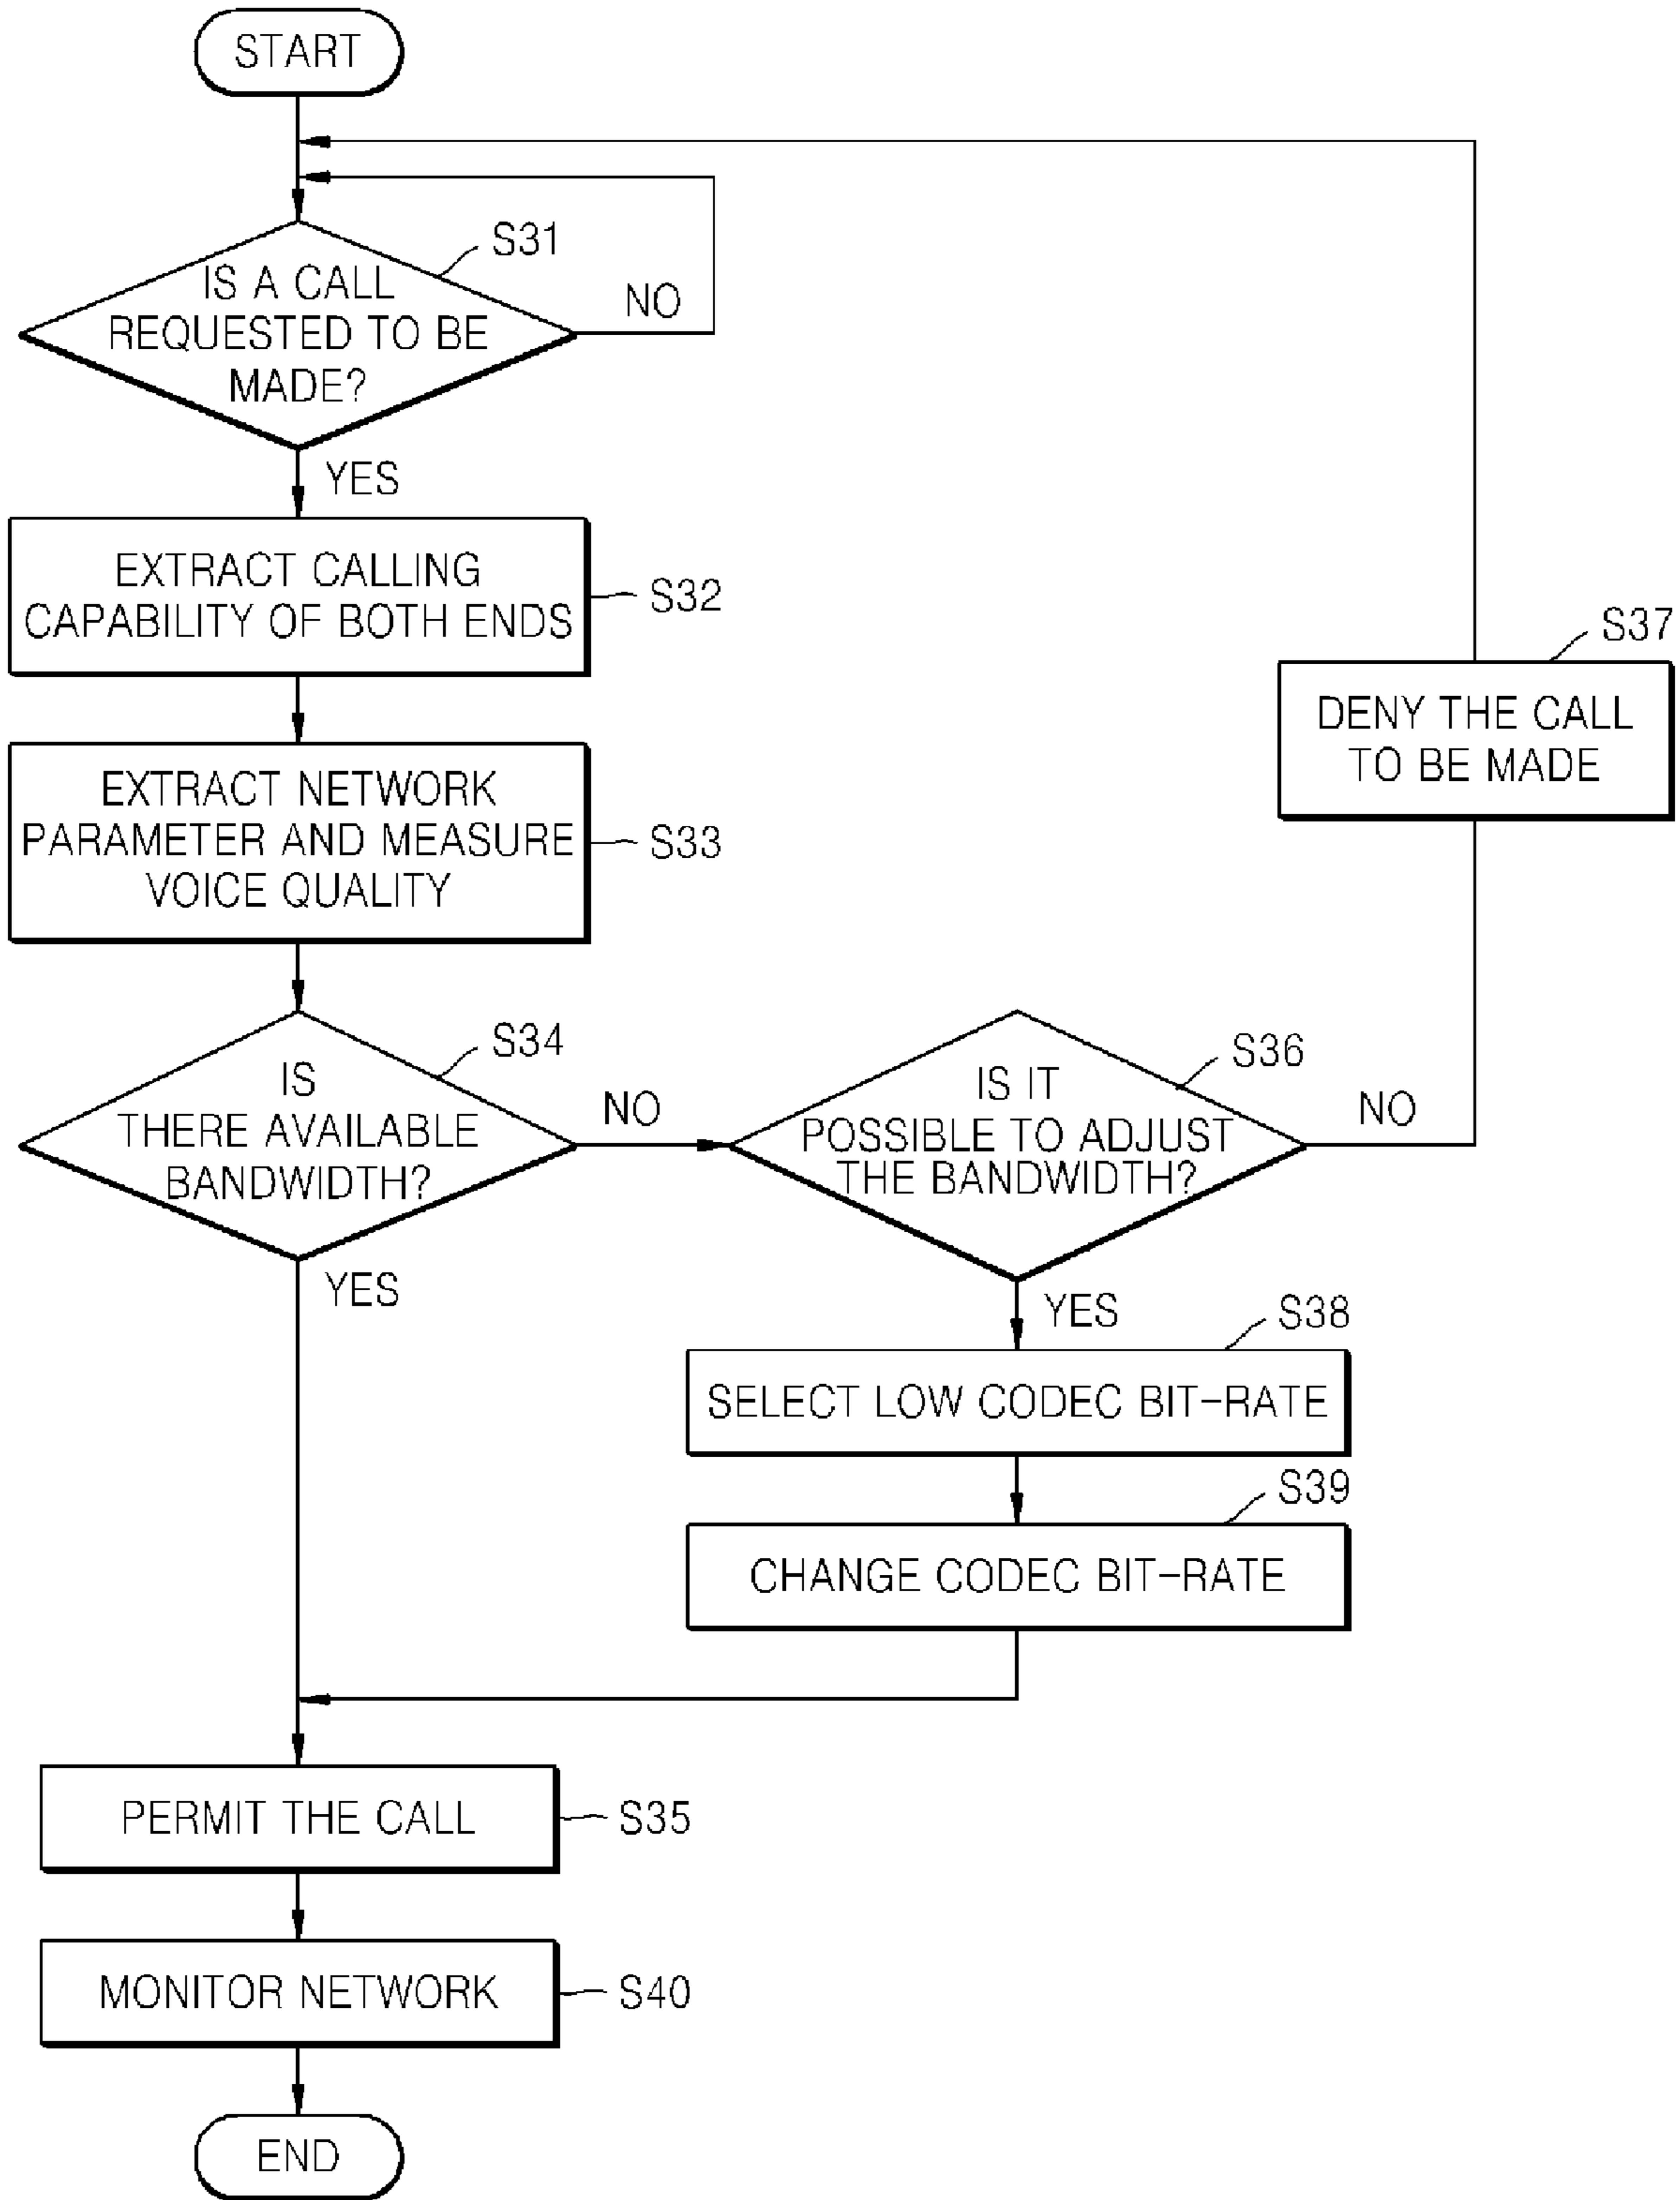 START
S31
IS A CALL
REQUESTED TO BE
MADE?
NO
YES
EXTRACT CALLING
CAPABILITY OF BOTH ENDS
S32
EXTRACT NETWORK
PARAMETER AND MEASURE
VOICE QUALITY
S33
S34
IS
THERE AVAILABLE
BANDWIDTH?
NO
YES
S36
IS IT
POSSIBLE TO ADJUST
THE BANDWIDTH?
NO
YES
S37
DENY THE CALL
TO BE MADE
S38
SELECT LOW CODEC BIT-RATE
S39
CHANGE CODEC BIT-RATE
PERMIT THE CALL
S35
MONITOR NETWORK
S40
END